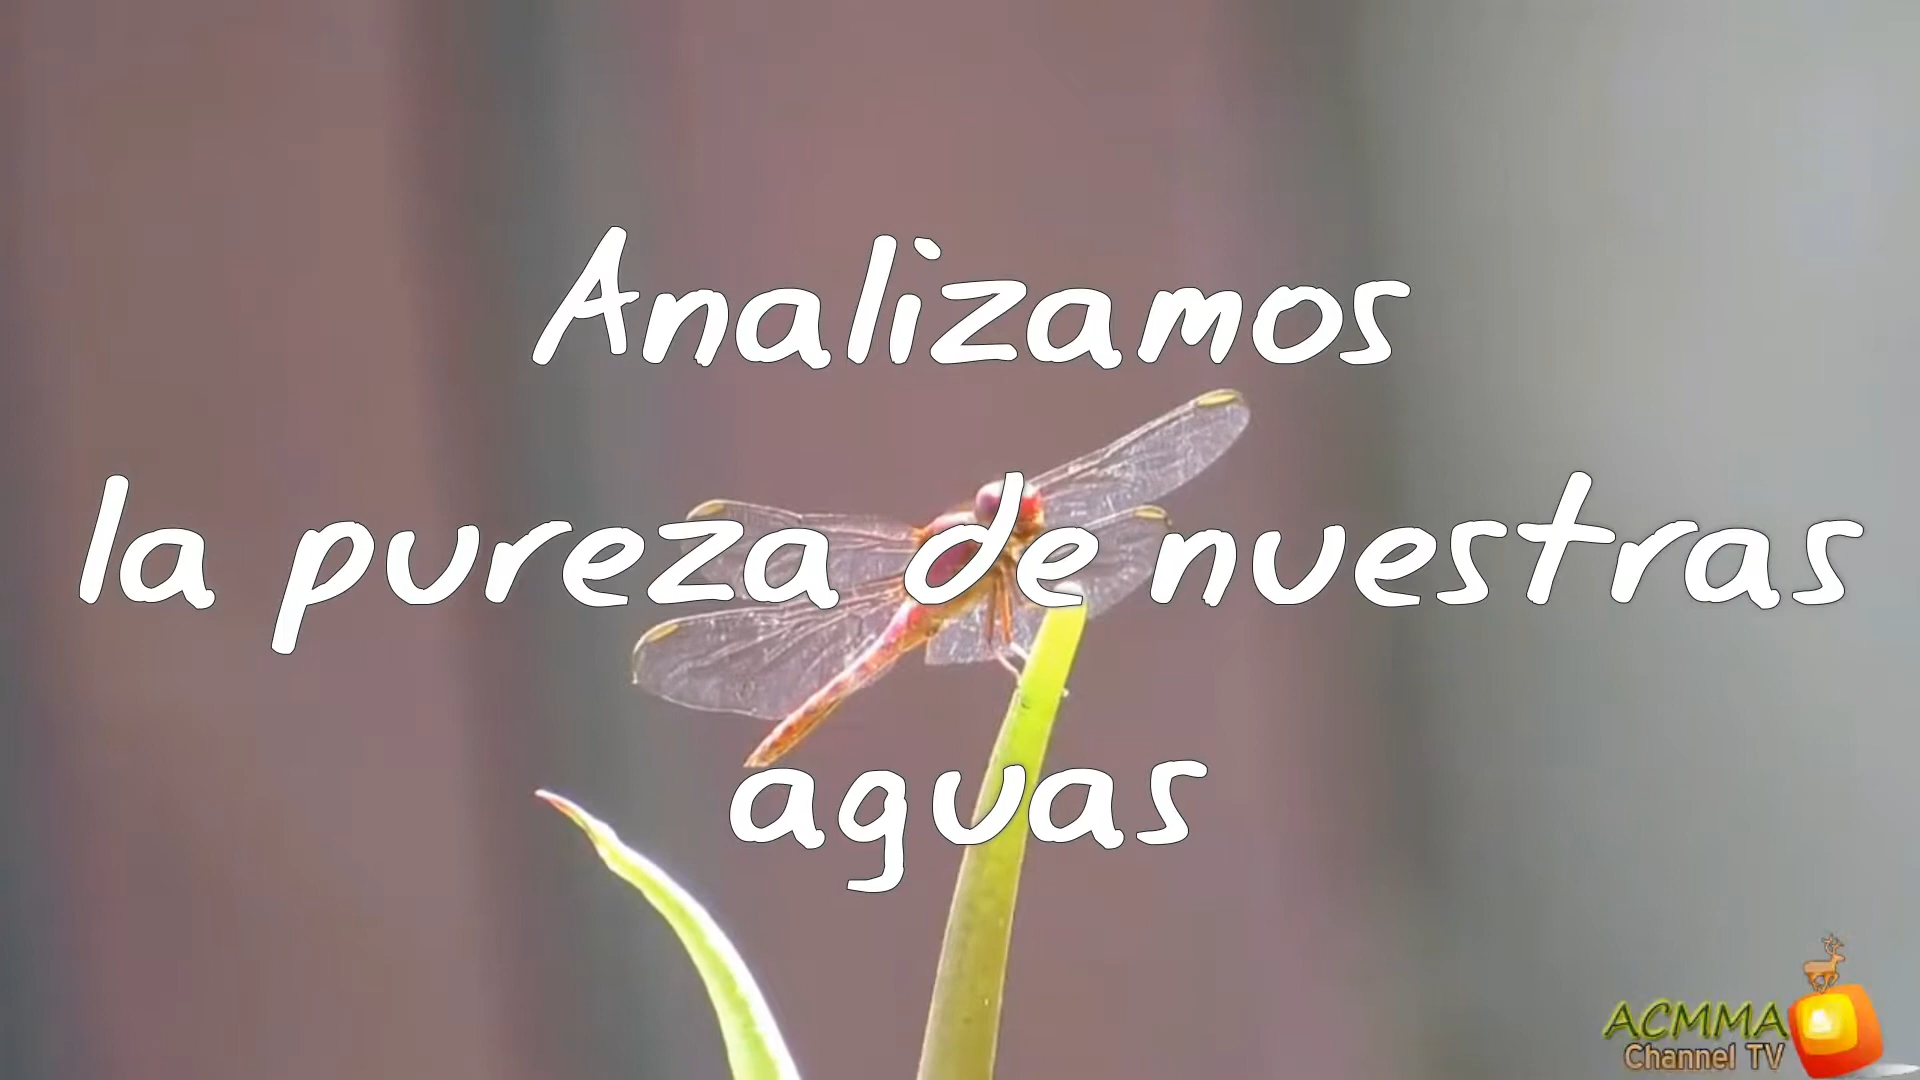 Analizamos
la pureza de nuestras
aguas
ACMMA
Channel TV